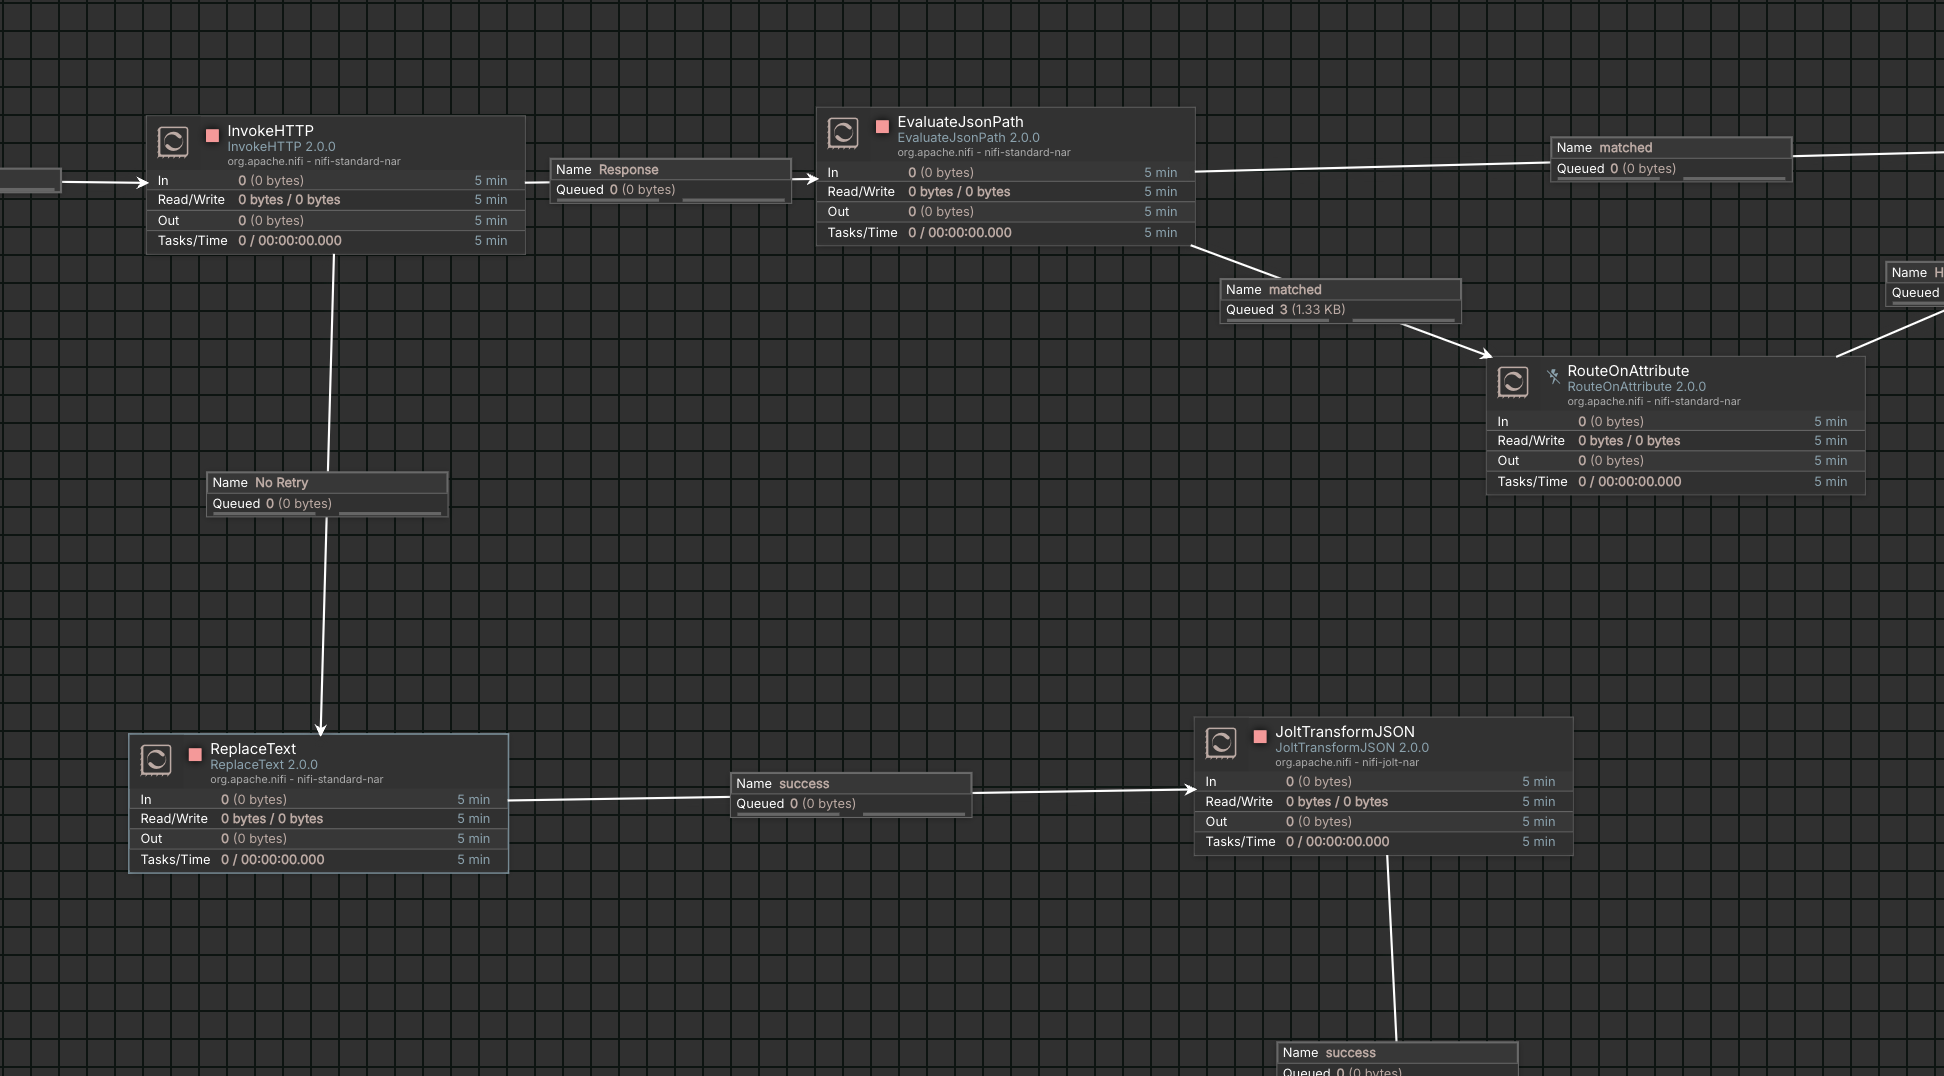 InvokeHTTP
InvokeHTTP 2.0.0
org.apache.nifi - nifi-standard-nar
In 0 (0 bytes) 5 min
Read/Write 0 bytes / 0 bytes 5 min
Out 0 (0 bytes) 5 min
Tasks/Time 0 / 00:00:00.000 5 min
Name Response
Queued 0 (0 bytes)
EvaluateJsonPath
EvaluateJsonPath 2.0.0
org.apache.nifi - nifi-standard-nar
In 0 (0 bytes) 5 min
Read/Write 0 bytes / 0 bytes 5 min
Out 0 (0 bytes) 5 min
Tasks/Time 0 / 00:00:00.000 5 min
Name matched
Queued 0 (0 bytes)
Name matched
Queued 3 (1.33 KB)
Name H
Queued
RouteOnAttribute
RouteOnAttribute 2.0.0
org.apache.nifi - nifi-standard-nar
In 0 (0 bytes) 5 min
Read/Write 0 bytes / 0 bytes 5 min
Out 0 (0 bytes) 5 min
Tasks/Time 0 / 00:00:00.000 5 min
Name No Retry
Queued 0 (0 bytes)
ReplaceText
ReplaceText 2.0.0
org.apache.nifi - nifi-standard-nar
In 0 (0 bytes) 5 min
Read/Write 0 bytes / 0 bytes 5 min
Out 0 (0 bytes) 5 min
Tasks/Time 0 / 00:00:00.000 5 min
Name success
Queued 0 (0 bytes)
JoltTransformJSON
JoltTransformJSON 2.0.0
org.apache.nifi - nifi-jolt-nar
In 0 (0 bytes) 5 min
Read/Write 0 bytes / 0 bytes 5 min
Out 0 (0 bytes) 5 min
Tasks/Time 0 / 00:00:00.000 5 min
Name success
Queued 0 (0 bytes)